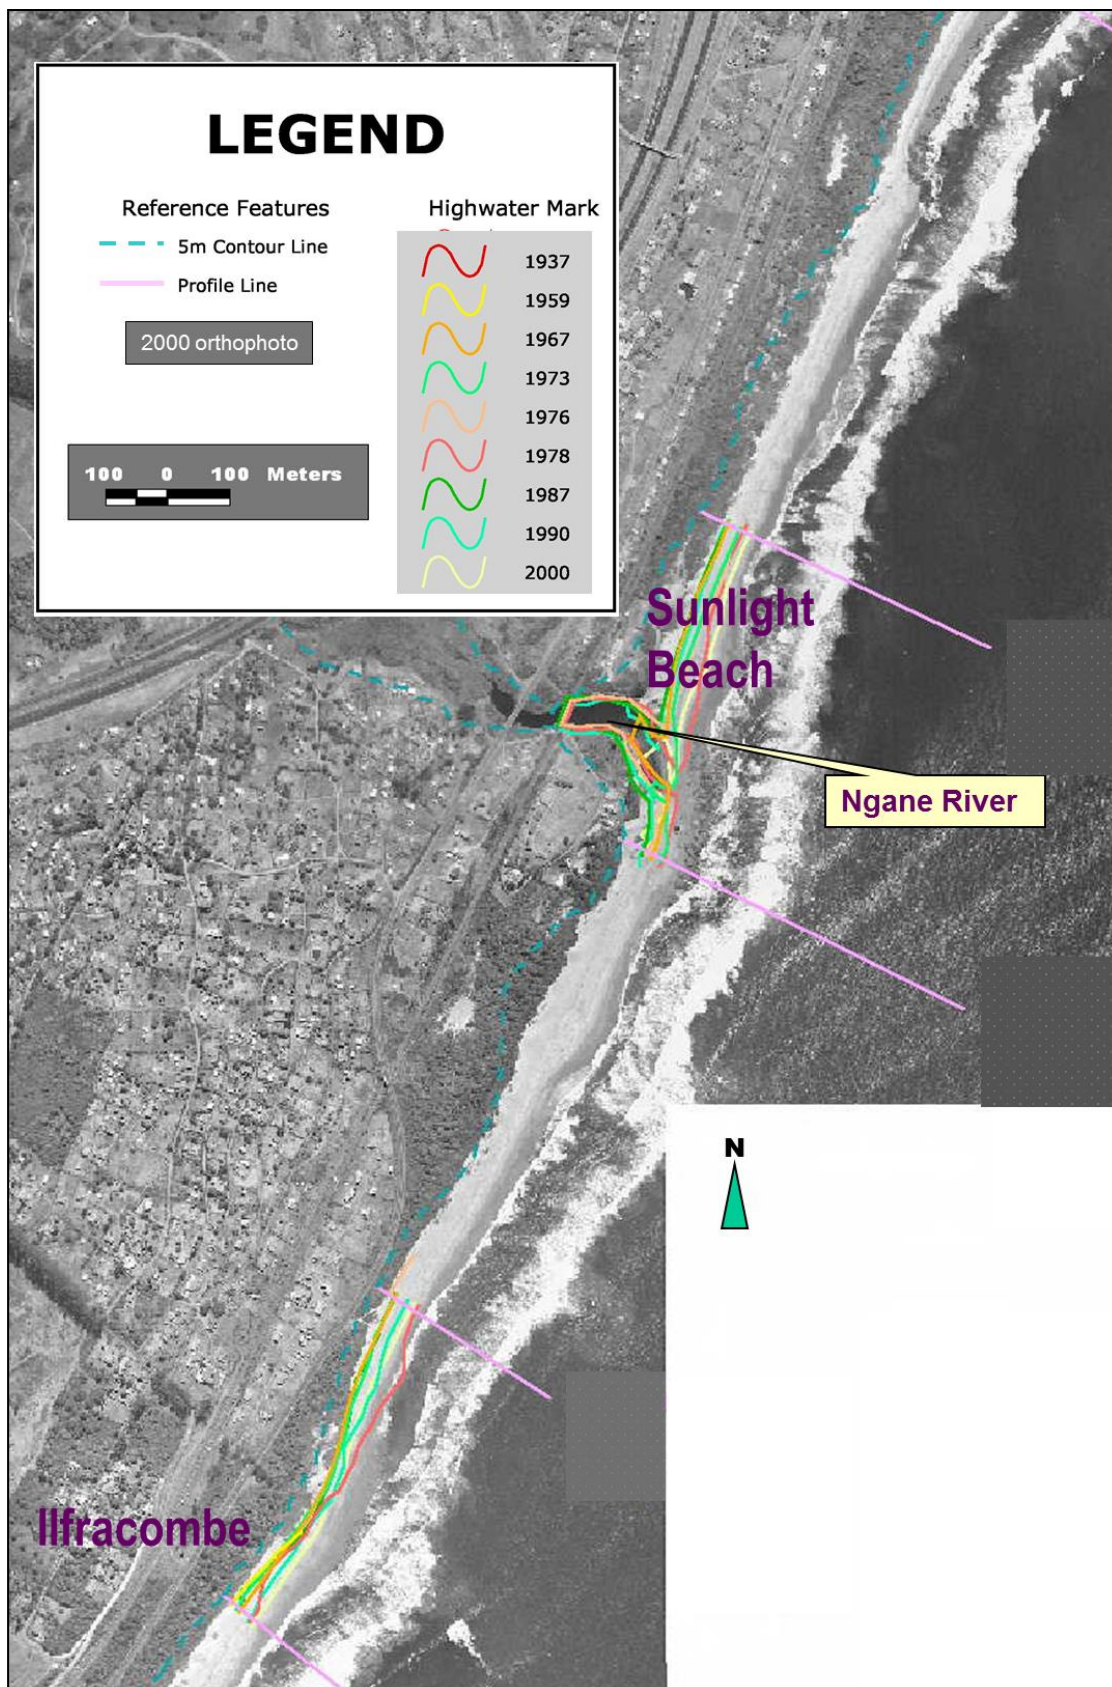 LEGEND
Reference Features
5m Contour Line
Profile Line
2000 orthophoto
100 0 100 Meters
Highwater Mark
1937
1959
1967
1973
1976
1978
1987
1990
2000
Sunlight
Beach
Ngane River
N
Ilfracombe